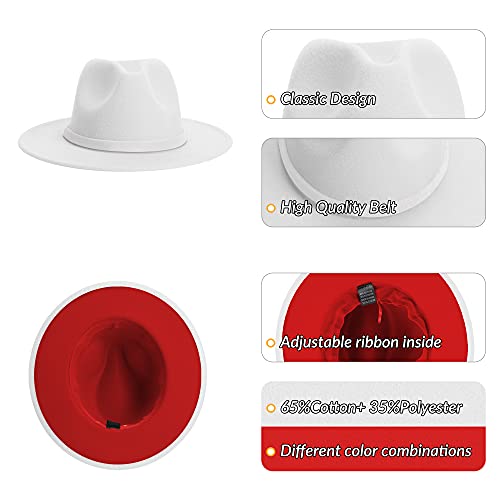 Classic Design
High Quality Belt
Adjustable ribbon inside
65%Cotton+ 35%Polyester
Different color combinations